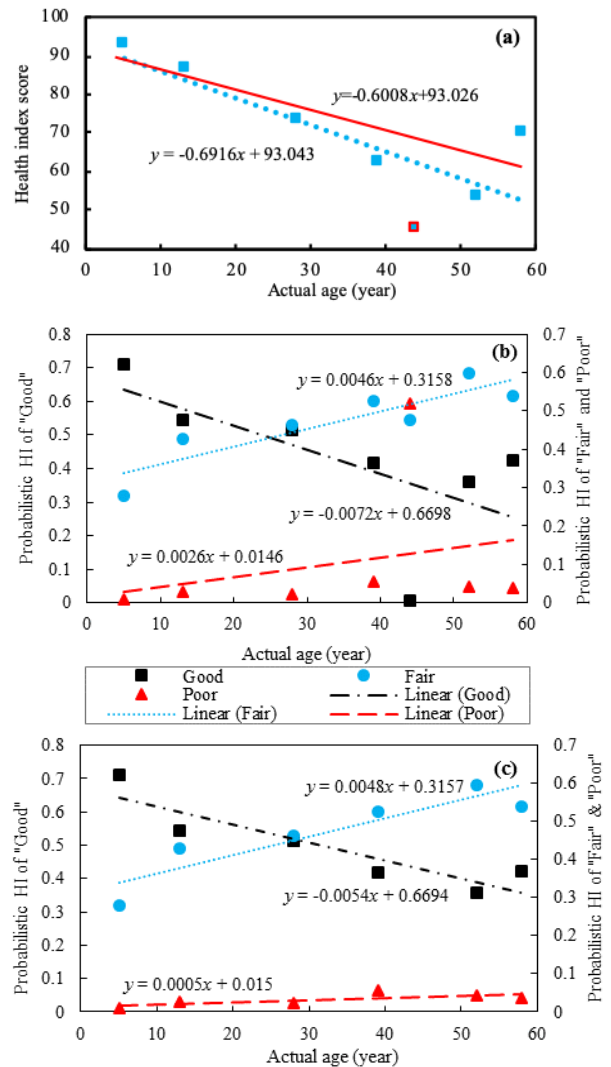 100
90
80
70
60
50
40
Health index score
(a)
y=-0.6008x+93.026
y = -0.6916x + 93.043
0 10 20 30 40 50 60
Actual age (year)
0.8
0.7
0.6
0.5
0.4
0.3
0.2
0.1
0
Probabilistic HI of "Good"
(b)
y = 0.0046x + 0.3158
y = -0.0072x + 0.6698
y = 0.0026x + 0.0146
0.7
0.6
0.5
0.4
0.3
0.2
0.1
0
Probabilistic HI of "Fair" and "Poor"
0 10 20 30 40 50 60
Actual age (year)
Good Fair
Poor Linear (Good)
Linear (Fair) Linear (Poor)
0.8
0.7
0.6
0.5
0.4
0.3
0.2
0.1
0
Probabilistic HI of "Good"
(c)
y = 0.0048x + 0.3157
y = -0.0054x + 0.6694
y = 0.0005x + 0.015
0.7
0.6
0.5
0.4
0.3
0.2
0.1
0
Probabilistic HI of "Fair" & "Poor"
0 10 20 30 40 50 60
Actual age (year)